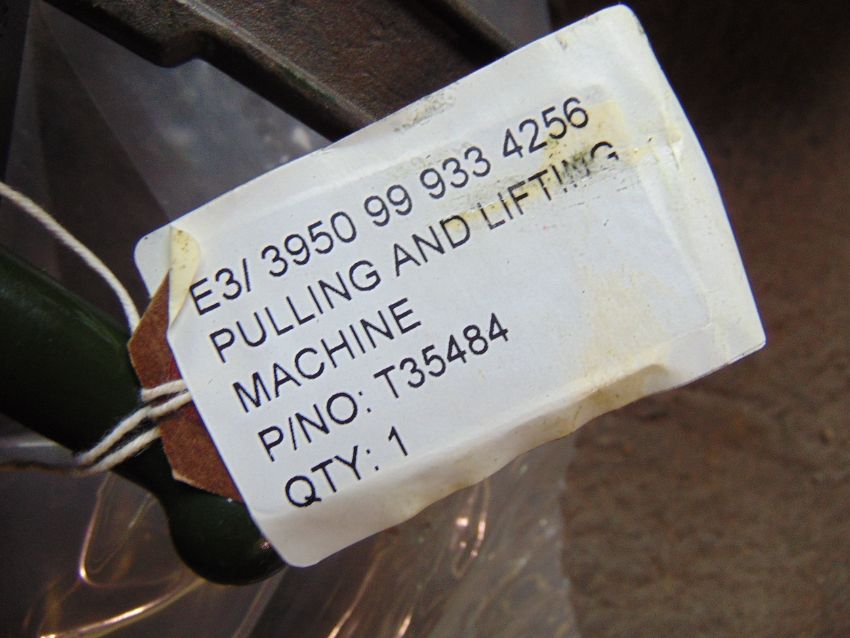 E3/ 3950 99 933 4256
PULLING AND LIFTING
MACHINE
P/NO: T35484
QTY: 1